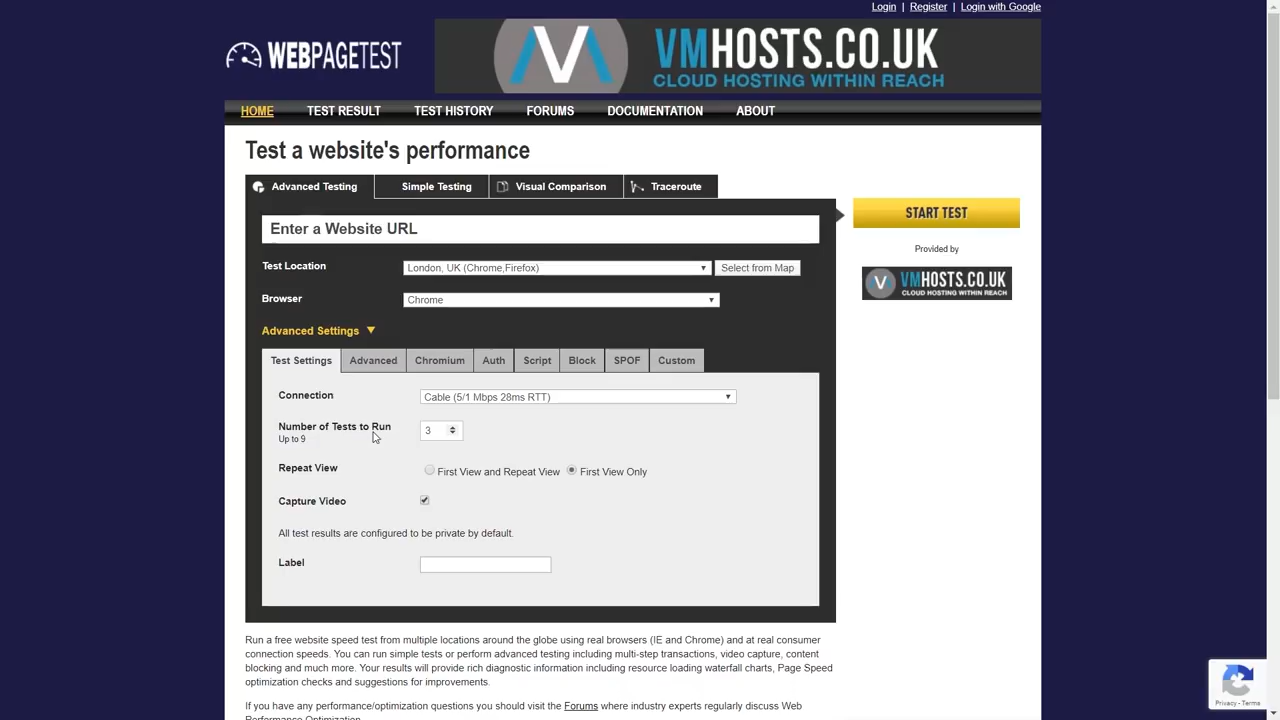 Login | Register | Login with Google
WEBPAGETEST
VMHOSTS.CO.UK
CLOUD HOSTING WITHIN REACH
HOME TEST RESULT TEST HISTORY FORUMS DOCUMENTATION ABOUT
Test a website's performance
Advanced Testing Simple Testing Visual Comparison Traceroute
Enter a Website URL
START TEST
Provided by
VMHOSTS.CO.UK
CLOUD HOSTING WITHIN REACH
Test Location London, UK (Chrome,Firefox) Select from Map
Browser Chrome
Advanced Settings
Test Settings Advanced Chromium Auth Script Block SPOF Custom
Connection Cable (5/1 Mbps 28ms RTT)
Number of Tests to Run 3
Up to 9
Repeat View First View and Repeat View First View Only
Capture Video
All test results are configured to be private by default.
Label
Run a free website speed test from multiple locations around the globe using real browsers (IE and Chrome) and at real consumer
connection speeds. You can run simple tests or perform advanced testing including multi-step transactions, video capture, content
blocking and much more. Your results will provide rich diagnostic information including resource loading waterfall charts, Page Speed
optimization checks and suggestions for improvements.
If you have any performance/optimization questions you should visit the Forums where industry experts regularly discuss Web
Performance Optimization.
Privacy - Terms